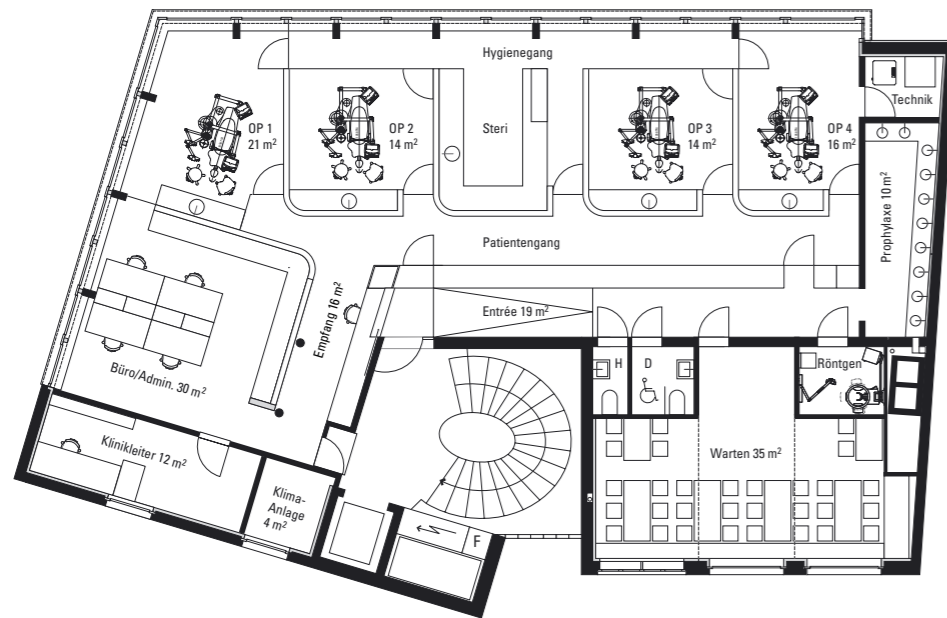 Hygienegang
Technik
OP 1
21 m²
OP 2
14 m²
Steri
OP 3
14 m²
OP 4
16 m²
Prophylaxe 10 m²
Patientengang
Empfang 16 m²
Entrée 19 m²
Büro/Admin. 30 m²
H
D
Röntgen
Klinikleiter 12 m²
Warten 35 m²
Klima-
Anlage
4 m²
F